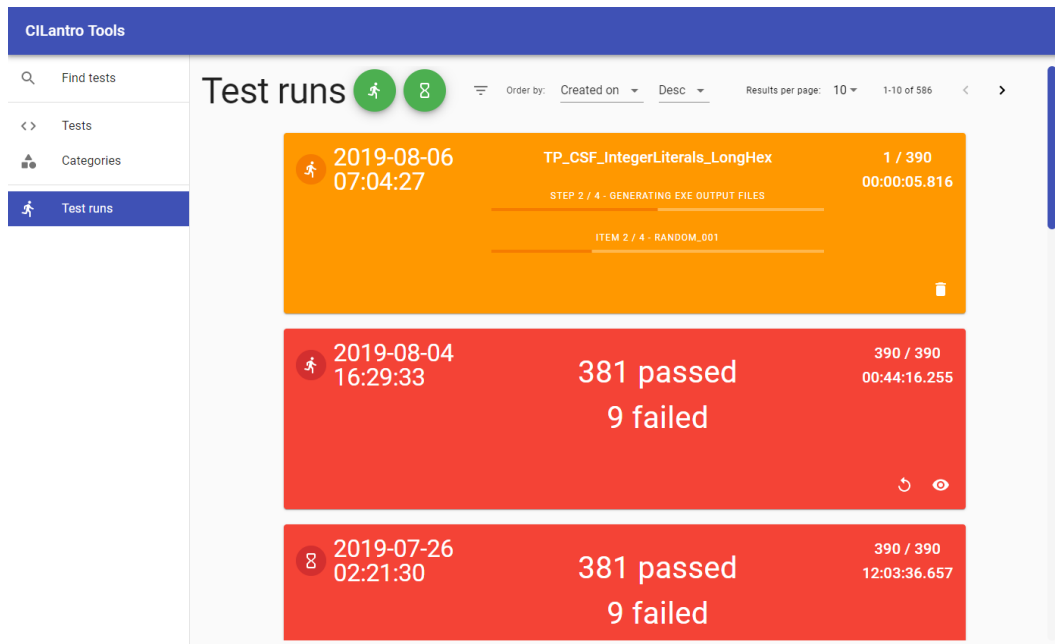 CILantro Tools
Find tests
Tests
Categories
Test runs
Test runs
Order by: Created on Desc Results per page: 10 1-10 of 586
2019-08-06
07:04:27
TP_CSF_IntegerLiterals_LongHex
STEP 2 / 4 - GENERATING EXE OUTPUT FILES
ITEM 2 / 4 - RANDOM_001
1 / 390
00:00:05.816
2019-08-04
16:29:33
381 passed
9 failed
390 / 390
00:44:16.255
2019-07-26
02:21:30
381 passed
9 failed
390 / 390
12:03:36.657